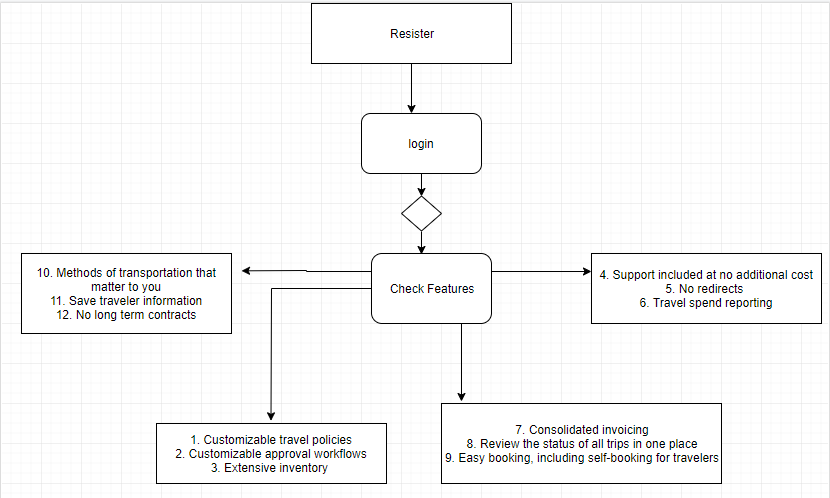 Resister
login
10. Methods of transportation that
matter to you
11. Save traveler information
12. No long term contracts
Check Features
4. Support included at no additional cost
5. No redirects
6. Travel spend reporting
1. Customizable travel policies
2. Customizable approval workflows
3. Extensive inventory
7. Consolidated invoicing
8. Review the status of all trips in one place
9. Easy booking, including self-booking for travelers